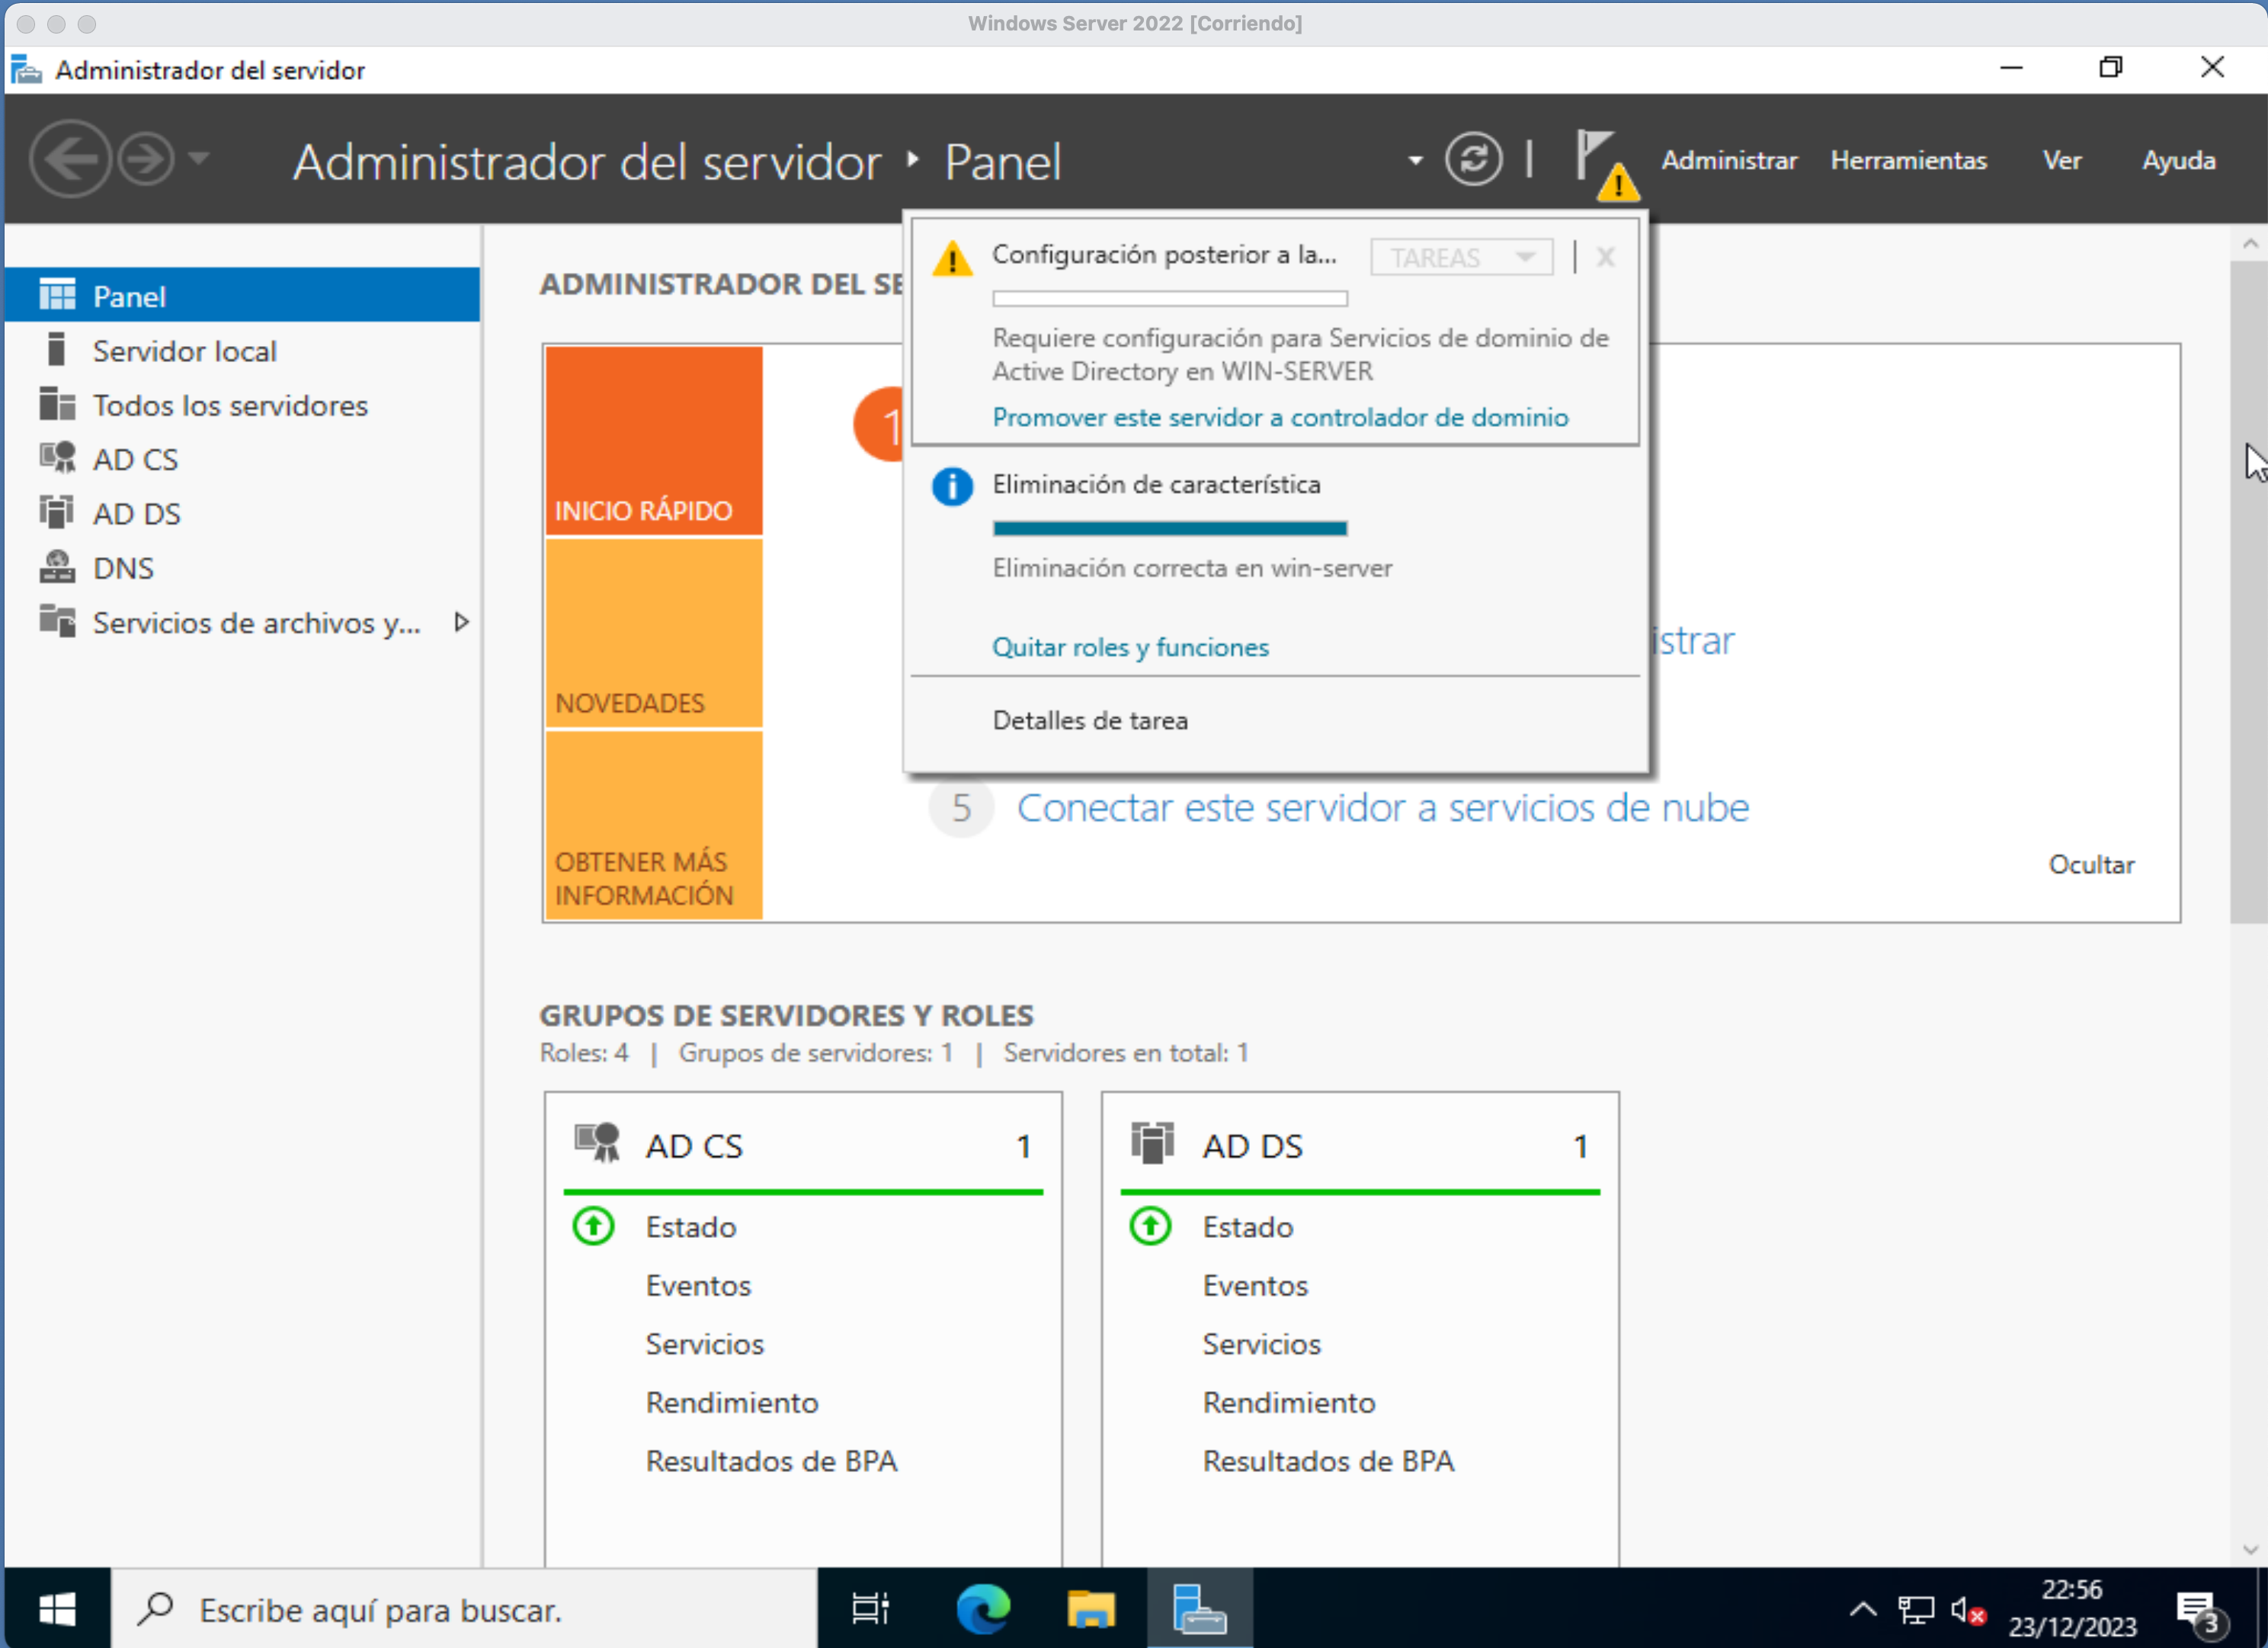 Windows Server 2022 [Corriendo]
Administrador del servidor
Administrador del servidor ‣ Panel
Administrar Herramientas Ver Ayuda
Panel
Servidor local
Todos los servidores
AD CS
AD DS
DNS
Servicios de archivos y...
ADMINISTRADOR DEL SE
INICIO RÁPIDO
NOVEDADES
OBTENER MÁS
INFORMACIÓN
1
Configuración posterior a la...
TAREAS
X
Requiere configuración para Servicios de dominio de
Active Directory en WIN-SERVER
Promover este servidor a controlador de dominio
Eliminación de característica
Eliminación correcta en win-server
Quitar roles y funciones
Detalles de tarea
istrar
5 Conectar este servidor a servicios de nube
Ocultar
GRUPOS DE SERVIDORES Y ROLES
Roles: 4 | Grupos de servidores: 1 | Servidores en total: 1
AD CS 1
Estado
Eventos
Servicios
Rendimiento
Resultados de BPA
AD DS 1
Estado
Eventos
Servicios
Rendimiento
Resultados de BPA
Escribe aquí para buscar.
22:56
23/12/2023
3